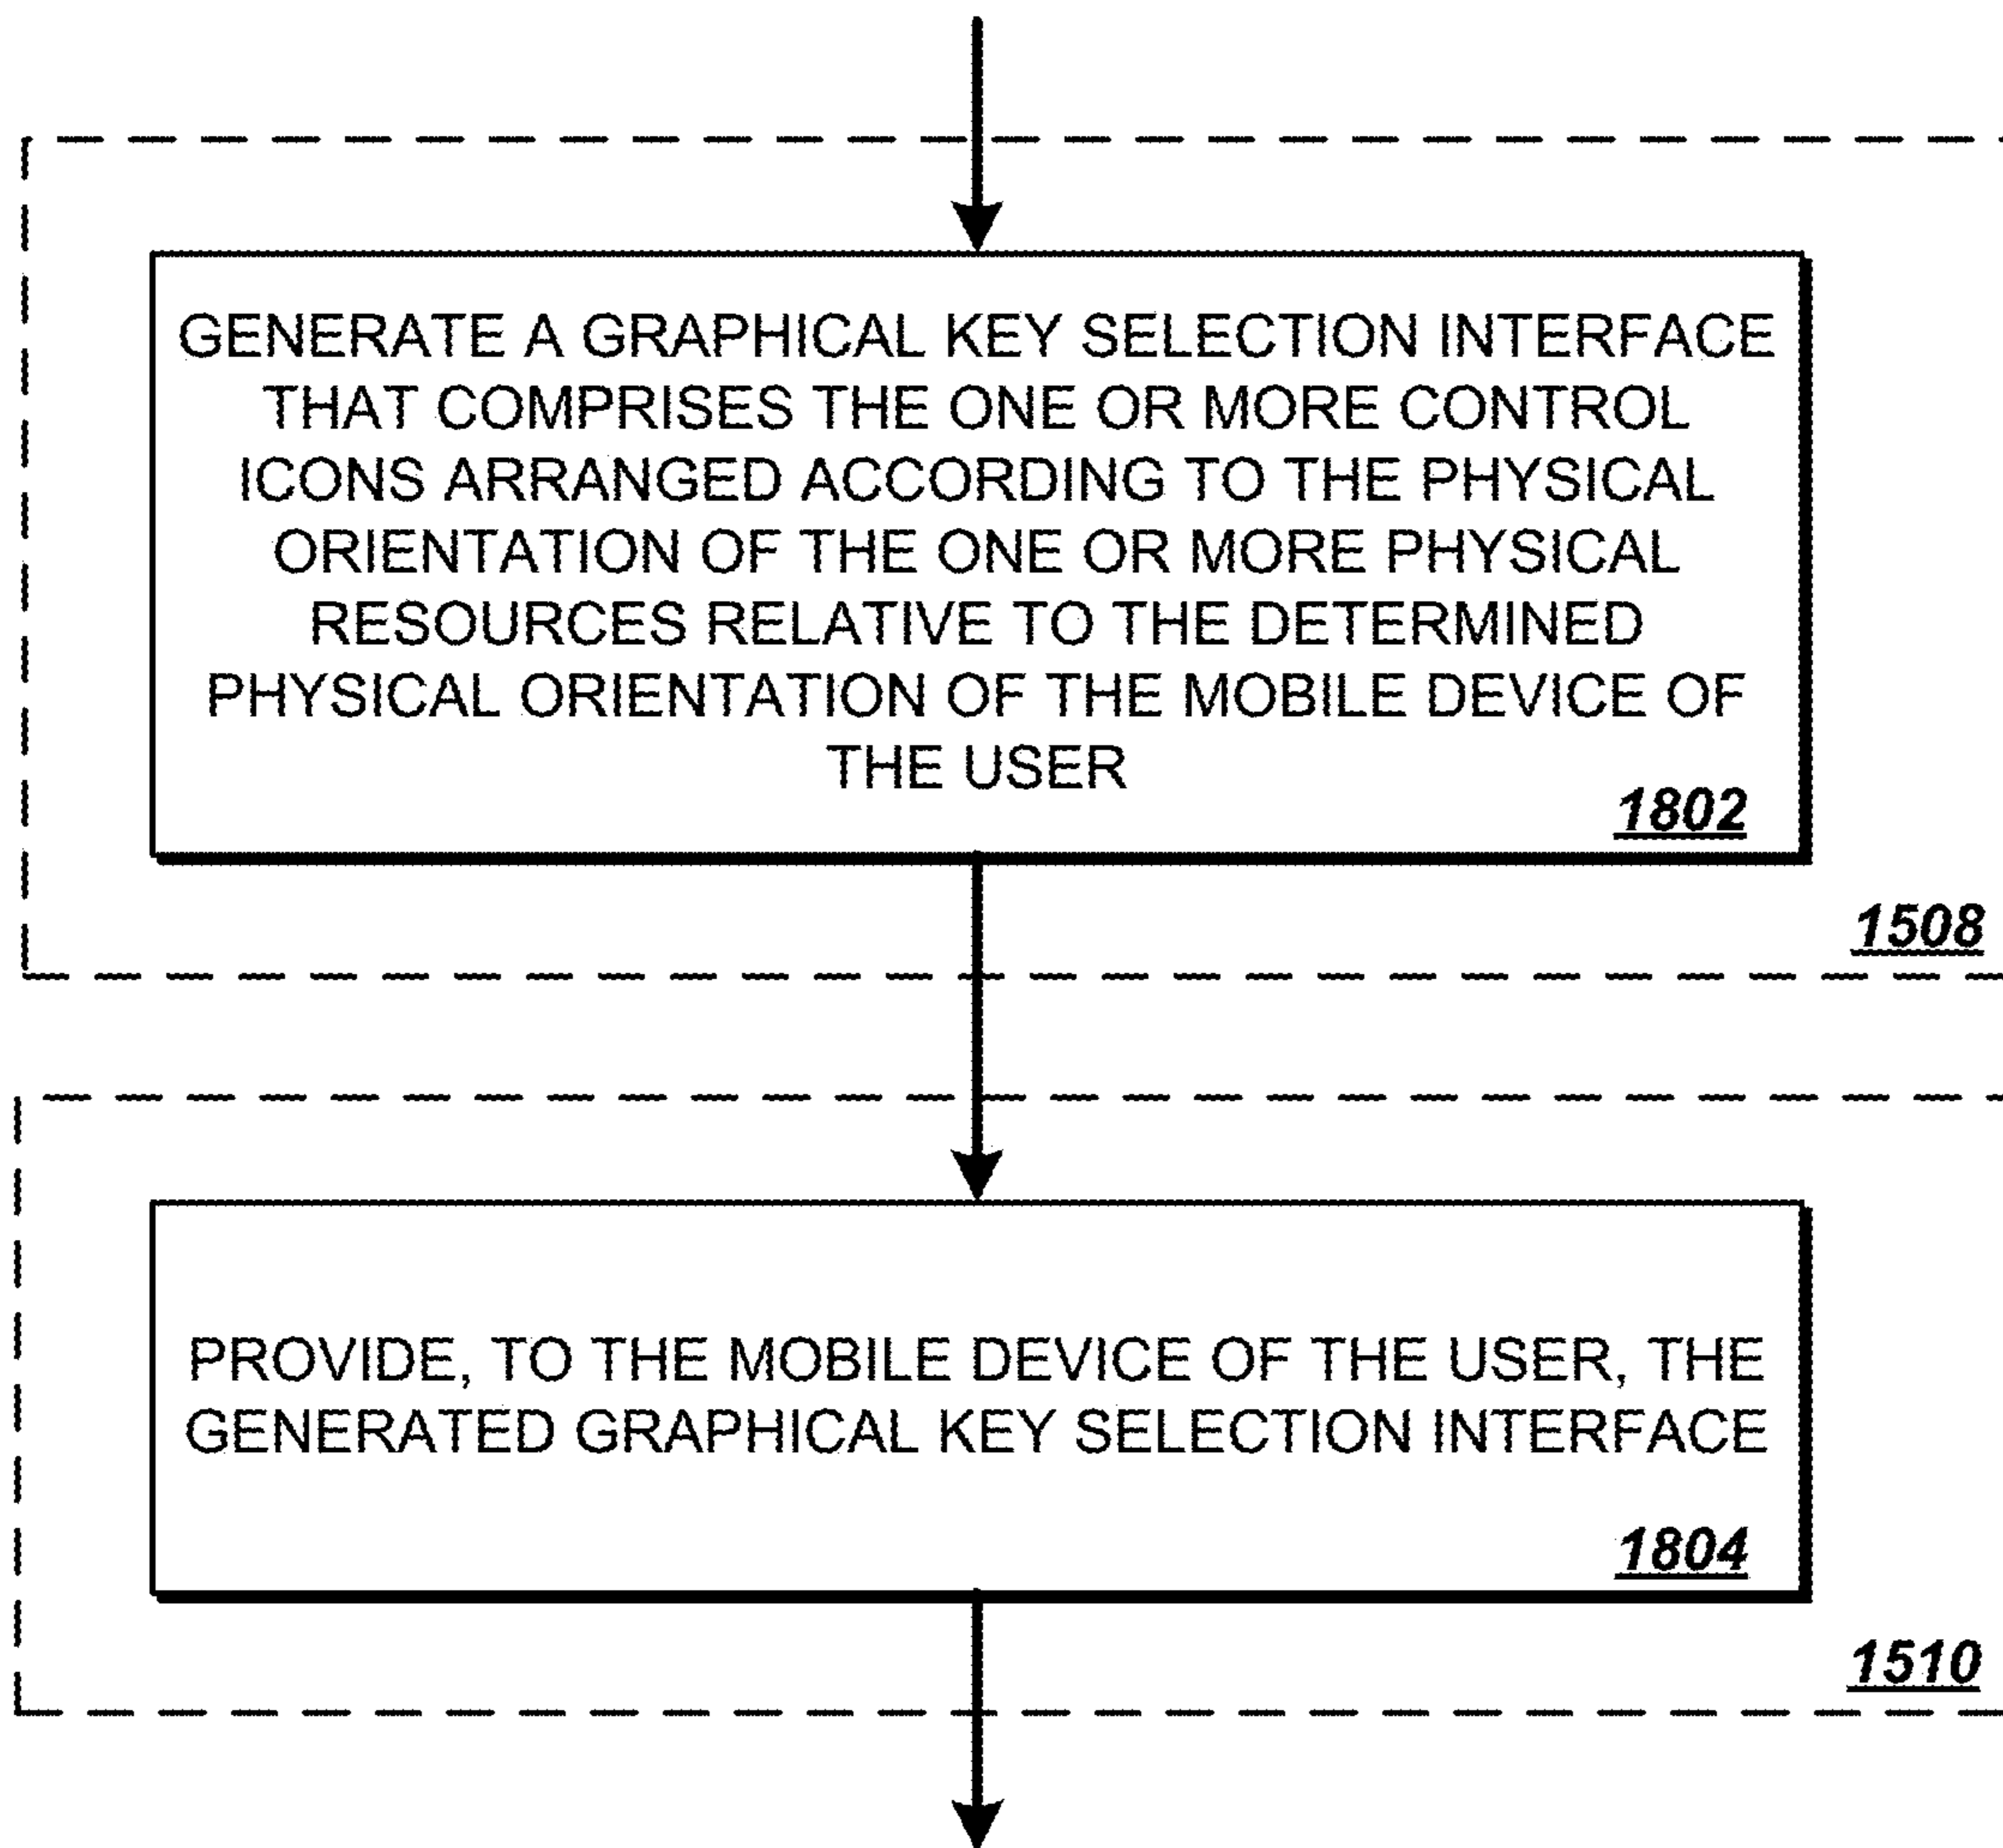 GENERATE A GRAPHICAL KEY SELECTION INTERFACE
THAT COMPRISES THE ONE OR MORE CONTROL
ICONS ARRANGED ACCORDING TO THE PHYSICAL
ORIENTATION OF THE ONE OR MORE PHYSICAL
RESOURCES RELATIVE TO THE DETERMINED
PHYSICAL ORIENTATION OF THE MOBILE DEVICE OF
THE USER
1802
1508
PROVIDE, TO THE MOBILE DEVICE OF THE USER, THE
GENERATED GRAPHICAL KEY SELECTION INTERFACE
1804
1510